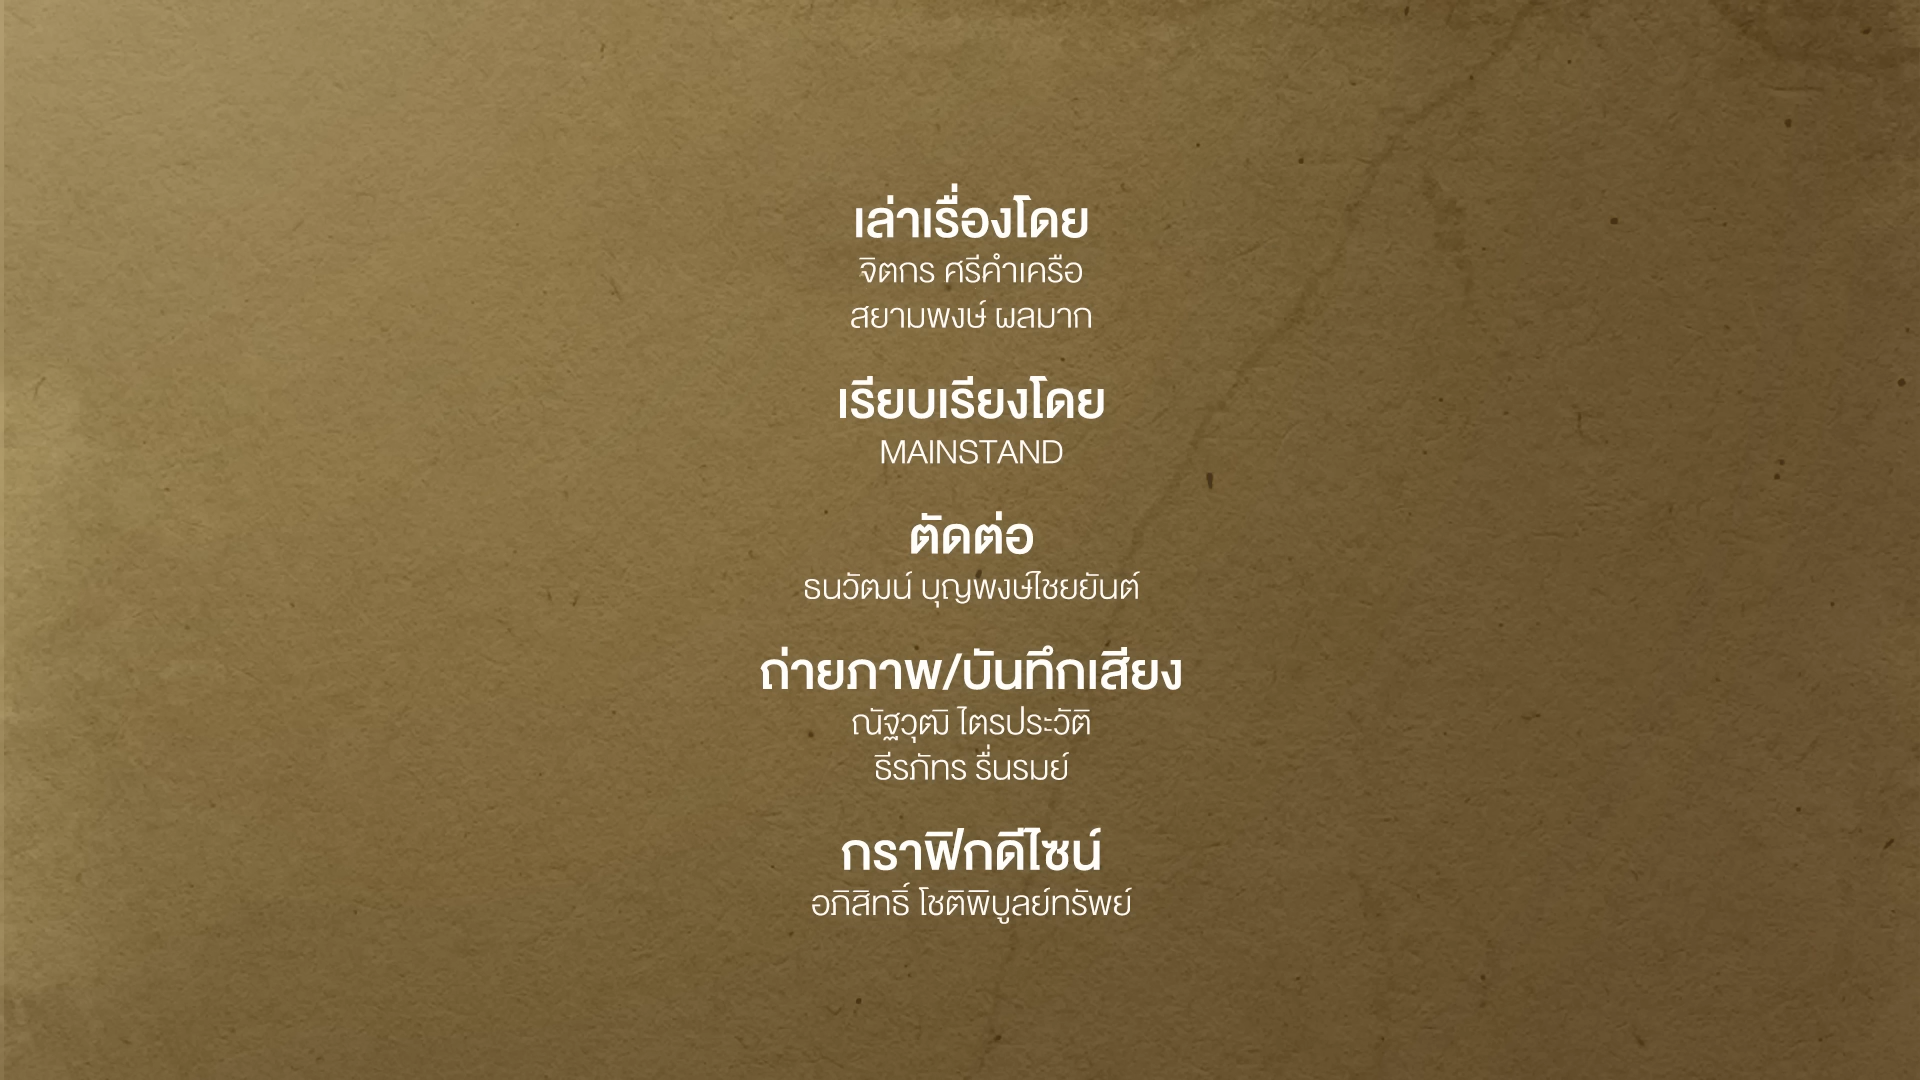 เล่าเรื่องโดย
จิตกร ศรีคำเครือ
สยามพงษ์ ผลมาก
เรียบเรียงโดย
MAINSTAND
ตัดต่อ
ธนวัฒน์ บุญพงษ์ไชยยันต์
ถ่ายภาพ/บันทึกเสียง
ณัฐวุฒิ ไตรประวัติ
ธีรภัทร รื่นรมย์
กราฟิกดีไซน์
อภิสิทธิ์ โชติพิบูลย์ทรัพย์